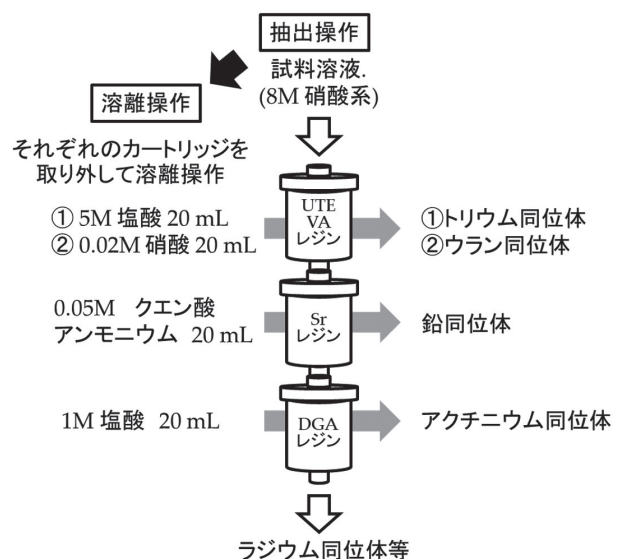 抽出操作
試料溶液.
(8M 硝酸系)
溶離操作
それぞれのカートリッジを
取り外して溶離操作
① 5M 塩酸 20 mL
② 0.02M 硝酸 20 mL
UTE
VA
レジン
①トリウム同位体
②ウラン同位体
0.05M クエン酸
アンモニウム 20 mL
Sr
レジン
鉛同位体
1M 塩酸 20 mL
DGA
レジン
アクチニウム同位体
ラジウム同位体等